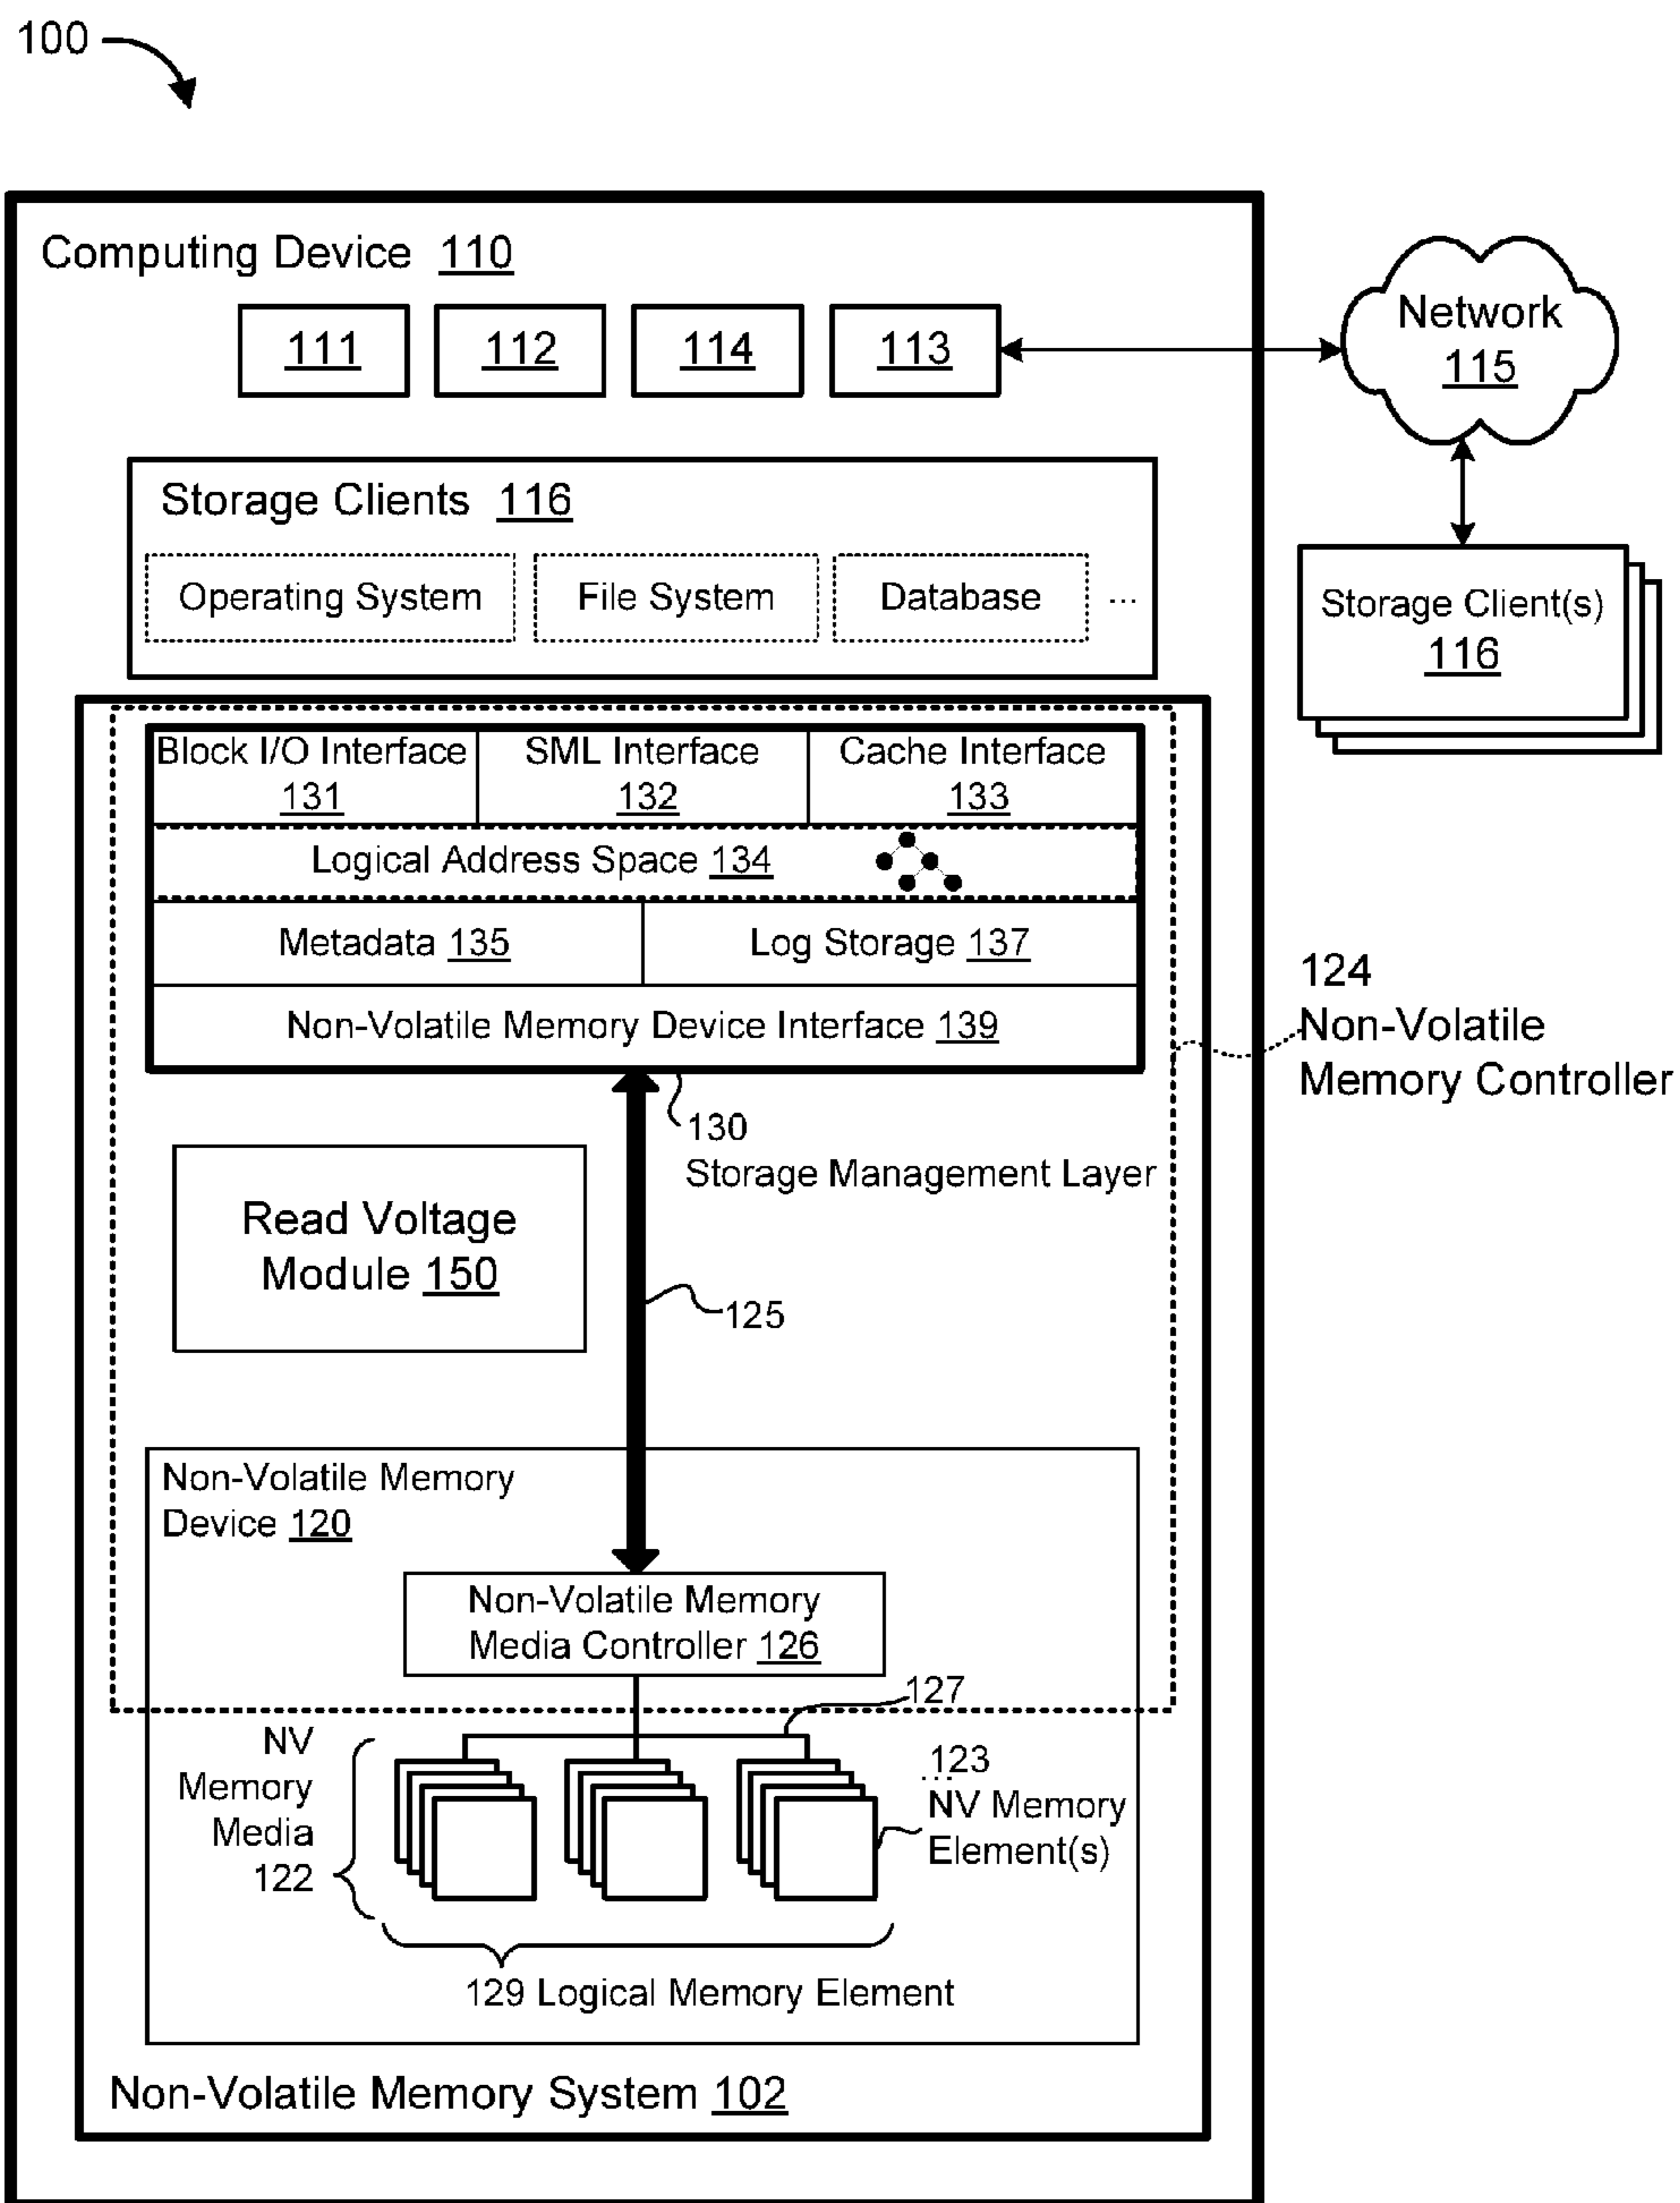 100
Computing Device 110
111 112 114 113
Network
115
Storage Clients 116
Operating System File System Database ...
Storage Client(s)
116
Block I/O Interface
131
SML Interface
132
Cache Interface
133
Logical Address Space 134
Metadata 135 Log Storage 137
Non-Volatile Memory Device Interface 139
124
Non-Volatile
Memory Controller
130
Storage Management Layer
Read Voltage
Module 150
125
Non-Volatile Memory
Device 120
Non-Volatile Memory
Media Controller 126
127
NV
Memory
Media
122
...
123
NV Memory
Element(s)
129 Logical Memory Element
Non-Volatile Memory System 102